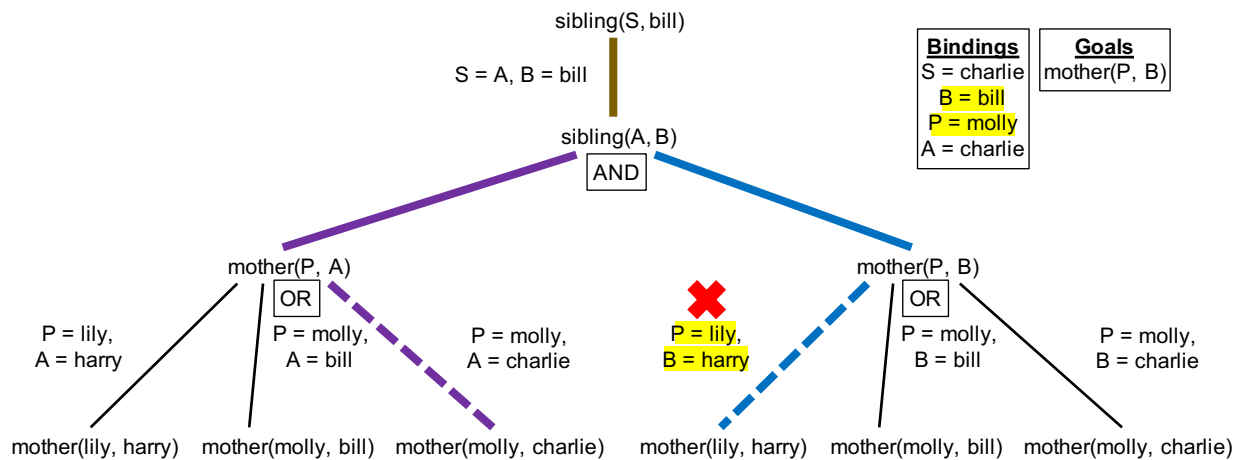 sibling(S, bill)
S = A, B = bill
Bindings
S = charlie
B = bill
P = molly
A = charlie
Goals
mother(P, B)
sibling(A, B)
AND
mother(P, A)
OR
P = lily,
A = harry
P = molly,
A = bill
P = molly,
A = charlie
mother(P, B)
OR
P = lily,
B = harry
P = molly,
B = bill
P = molly,
B = charlie
mother(lily, harry)
mother(molly, bill)
mother(molly, charlie)
mother(lily, harry)
mother(molly, bill)
mother(molly, charlie)